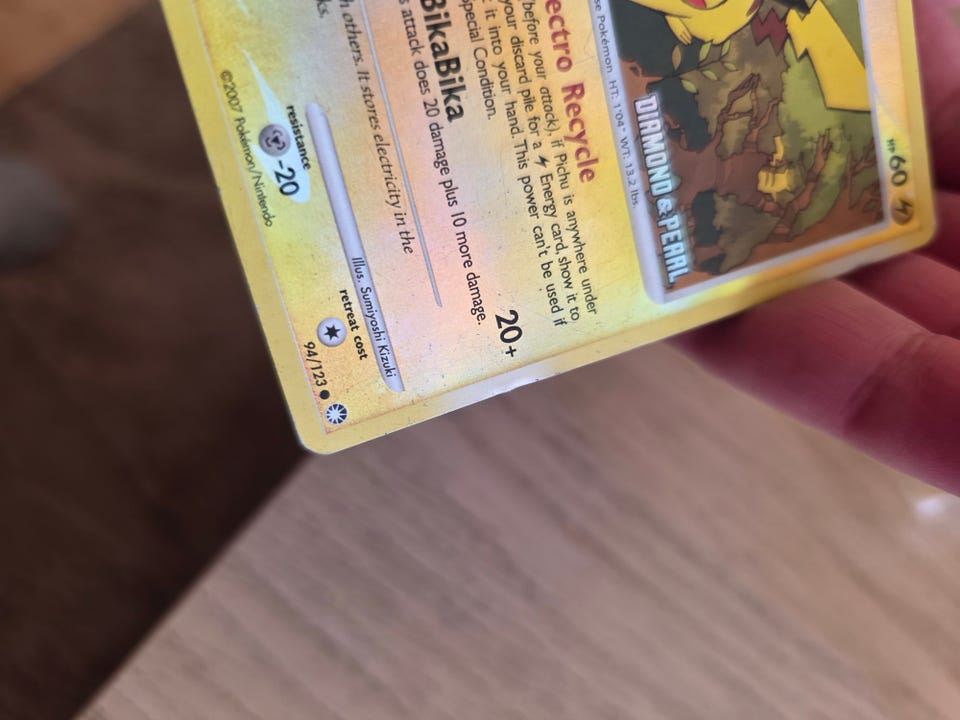 HP 60
DIAMOND & PEARL
se Pokémon HT: 1'04" WT: 13.2 lbs.
ectro Recycle
before your attack), if Pichu is anywhere under
your discard pile for a Energy card, show it to
it into your hand. This power can't be used if
pecial Condition.
BikaBika 20+
s attack does 20 damage plus 10 more damage.
h others. It stores electricity in the
ks.
Illus. Sumiyoshi Kizuki
resistance
-20
retreat cost
©2007 Pokémon/Nintendo
94/123